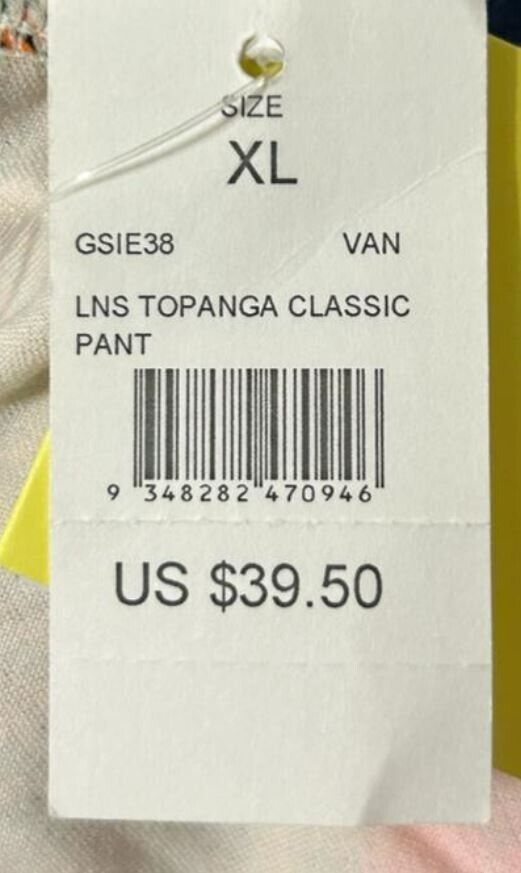 SIZE
XL
GSIE38 VAN
LNS TOPANGA CLASSIC
PANT
9 348282 470946
US $39.50